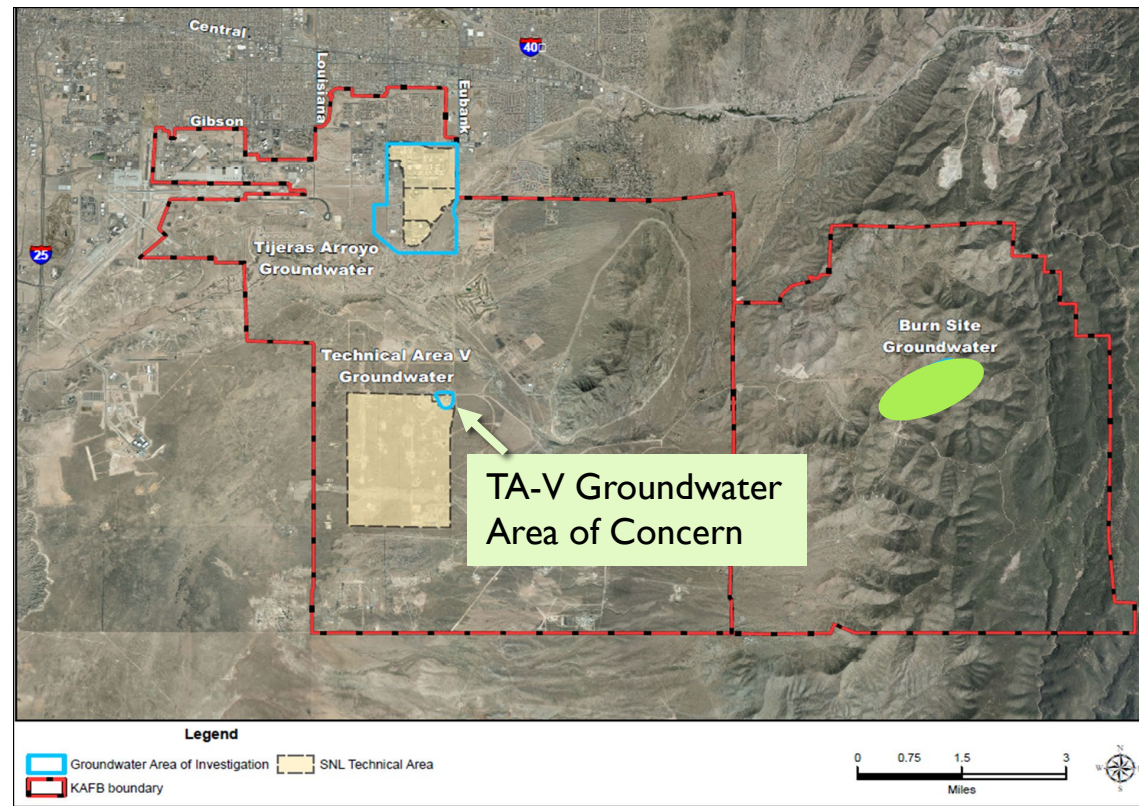 Central
40
Louisiana
Eubank
Gibson
25
Tijeras Arroyo
Groundwater
Burn Site
Groundwater
Technical Area V
Groundwater
TA-V Groundwater
Area of Concern
Legend
Groundwater Area of Investigation
SNL Technical Area
KAFB boundary
0 0.75 1.5 3
Miles
N
W
S